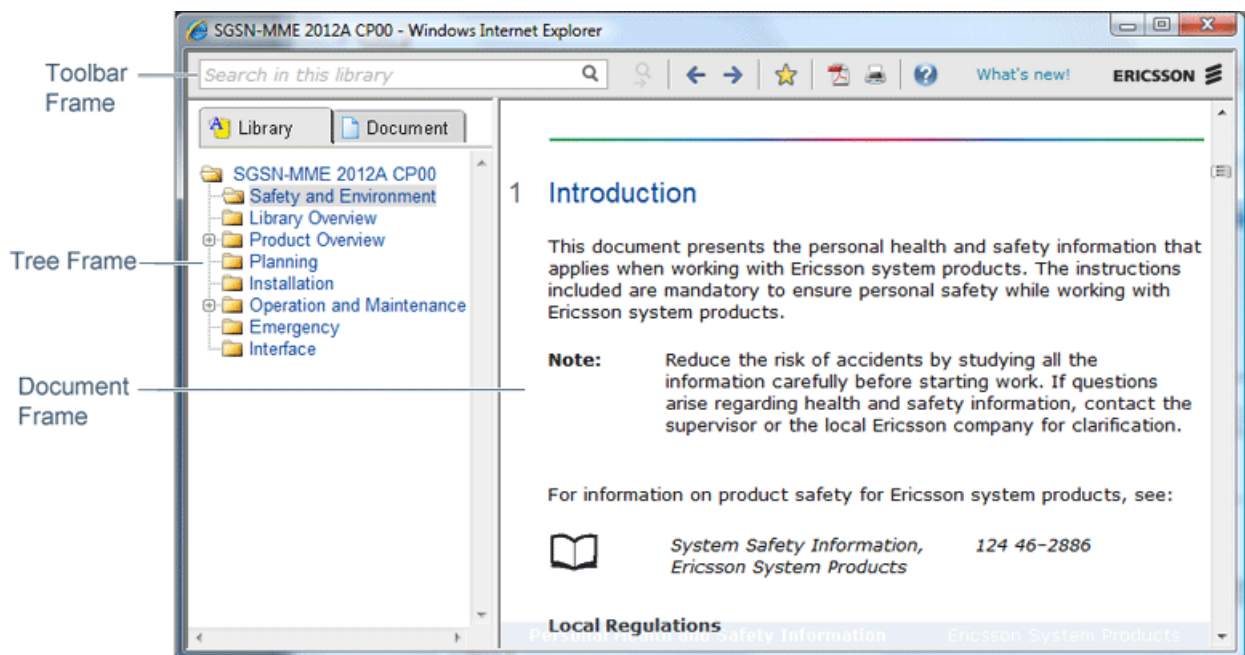 SGSN-MME 2012A CP00 - Windows Internet Explorer
Toolbar
Frame
Search in this library
What's new!
ERICSSON
Library
Document
SGSN-MME 2012A CP00
Safety and Environment
Library Overview
Product Overview
Planning
Installation
Operation and Maintenance
Emergency
Interface
Tree Frame
Document
Frame
1 Introduction
This document presents the personal health and safety information that
applies when working with Ericsson system products. The instructions
included are mandatory to ensure personal safety while working with
Ericsson system products.
Note: Reduce the risk of accidents by studying all the
information carefully before starting work. If questions
arise regarding health and safety information, contact the
supervisor or the local Ericsson company for clarification.
For information on product safety for Ericsson system products, see:
System Safety Information, 124 46–2886
Ericsson System Products
Local Regulations
Personal Health and Safety Information Ericsson System Products